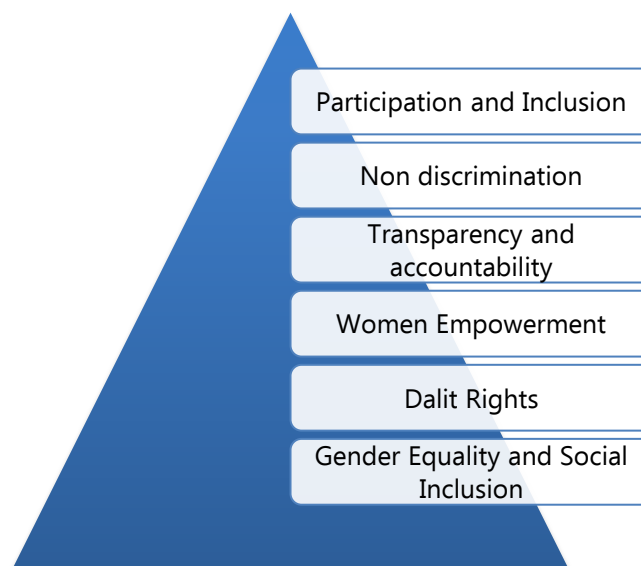 Participation and Inclusion
Non discrimination
Transparency and
accountability
Women Empowerment
Dalit Rights
Gender Equality and Social
Inclusion